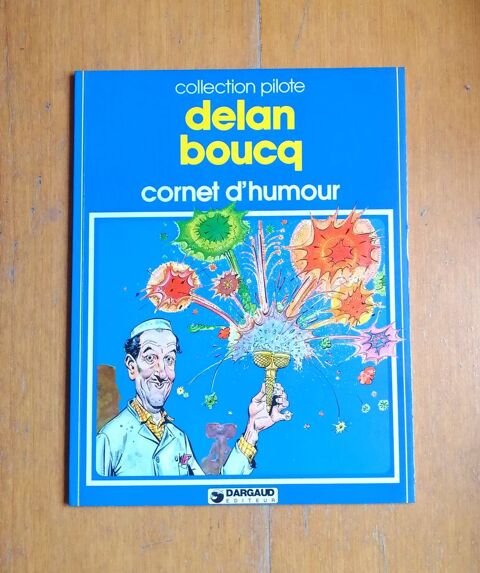 collection pilote
delan
boucq
cornet d'humour
DARGAUD
EDITEUR